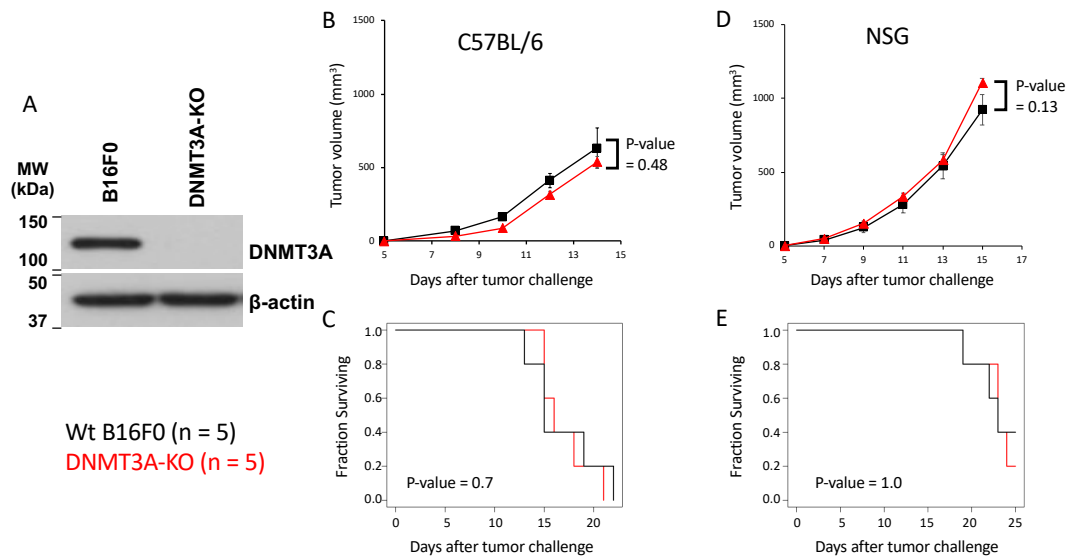 A
MW
(kDa)
B16F0
DNMT3A-KO
150
100
50
37
DNMT3A
β-actin
Wt B16F0 (n = 5)
DNMT3A-KO (n = 5)
B
C57BL/6
Tumor volume (mm³)
1500
1000
500
0
5
7
9
11
13
15
Days after tumor challenge
P-value
= 0.48
C
Fraction Surviving
1.0
0.8
0.6
0.4
0.2
0.0
P-value = 0.7
0
5
10
15
20
Days after tumor challenge
D
NSG
Tumor volume (mm³)
1500
1000
500
0
5
7
9
11
13
15
17
Days after tumor challenge
P-value
= 0.13
E
Fraction Surviving
1.0
0.8
0.6
0.4
0.2
0.0
P-value = 1.0
0
5
10
15
20
25
Days after tumor challenge